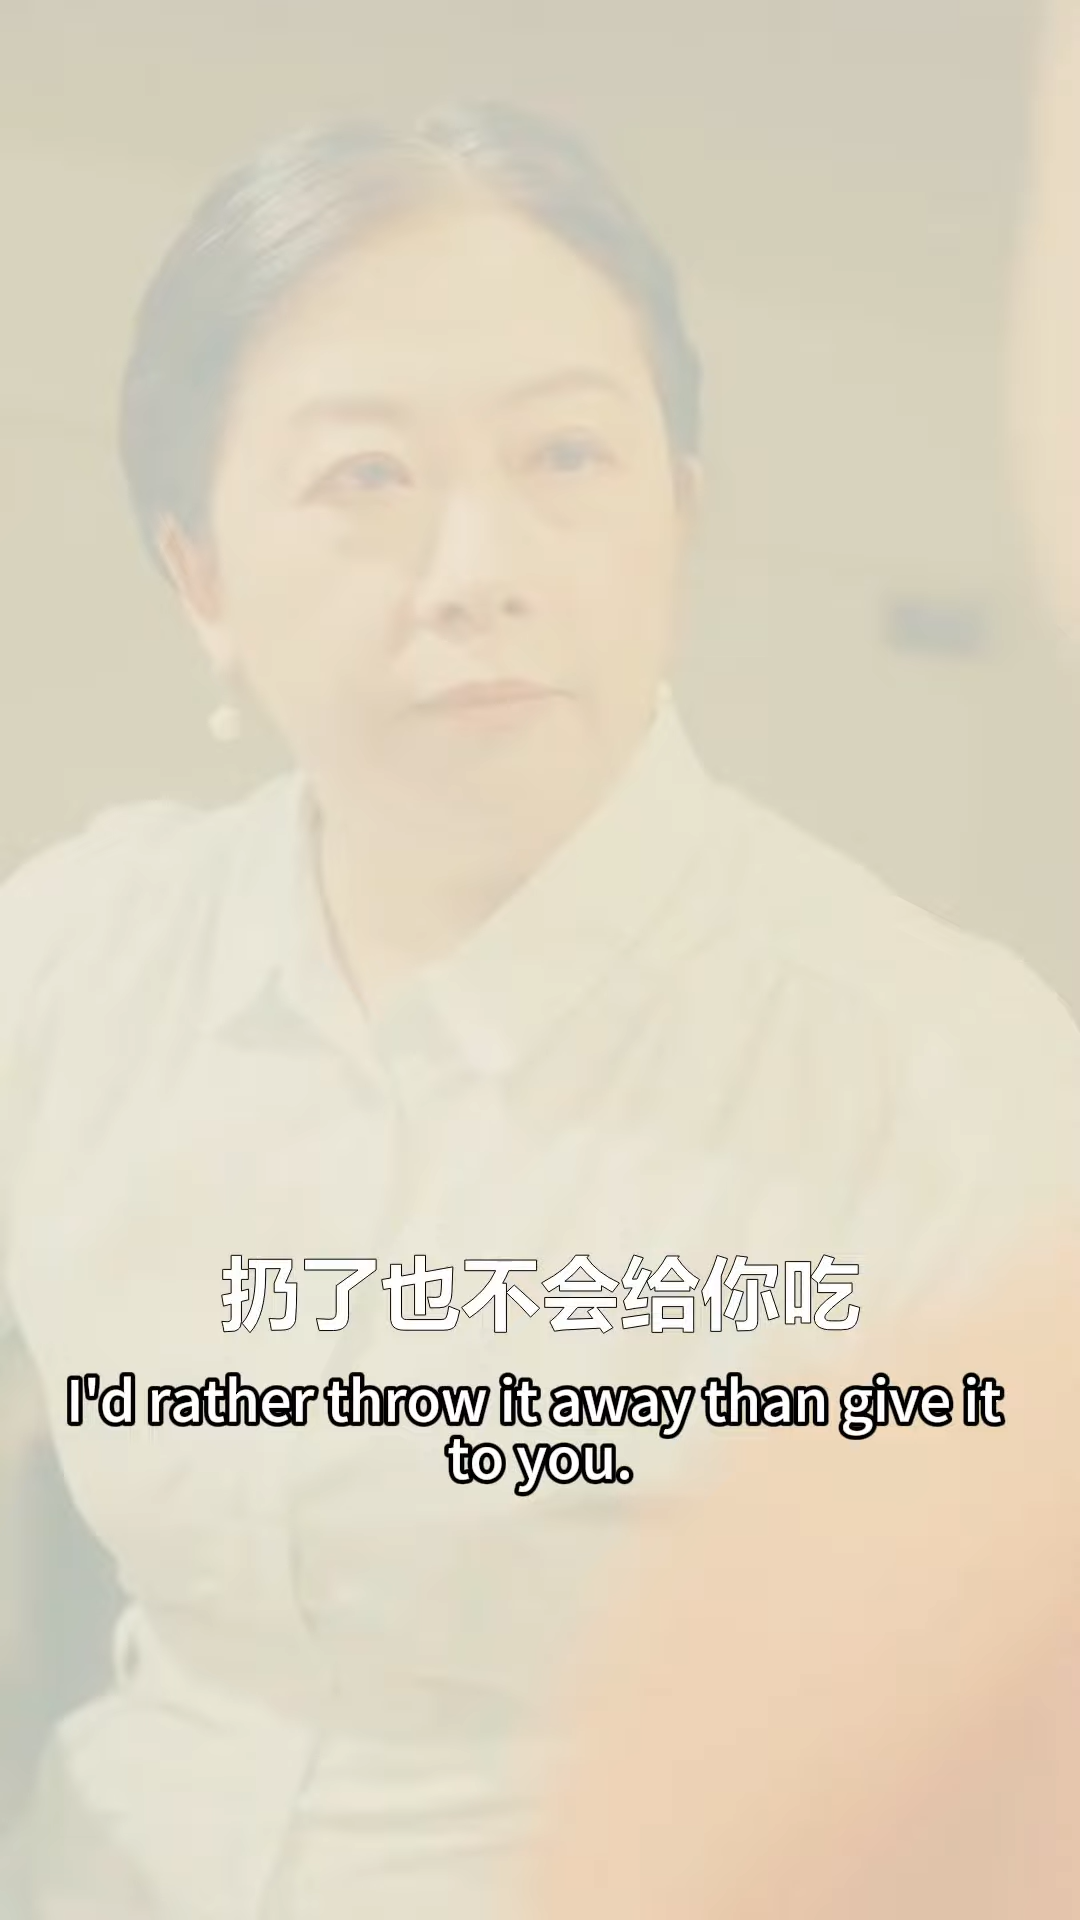 扔了也不会给你吃
I'd rather throw it away than give it
to you.